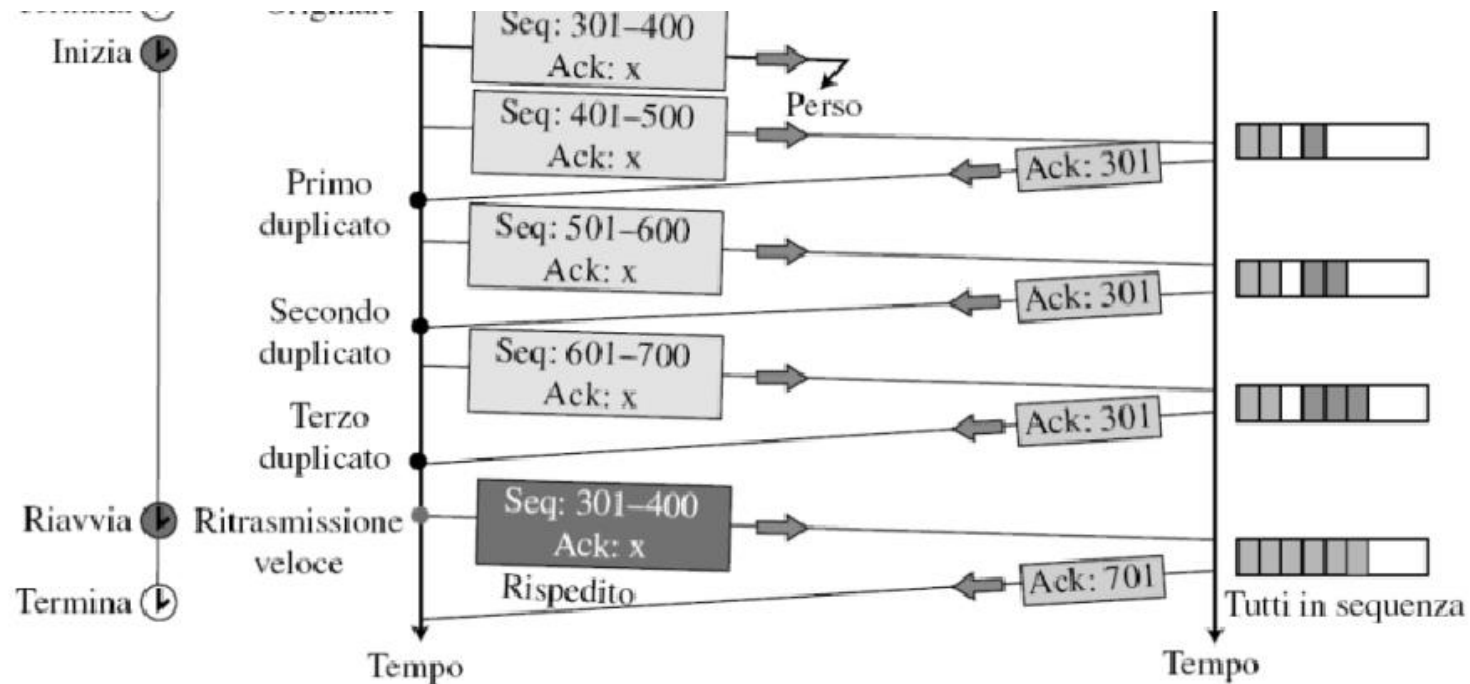 Seq: 301–400
Ack: x
Inizia
Perso
Seq: 401–500
Ack: x
Ack: 301
Primo
duplicato
Seq: 501–600
Ack: x
Ack: 301
Secondo
duplicato
Seq: 601–700
Ack: x
Ack: 301
Terzo
duplicato
Seq: 301–400
Ack: x
Riavvia
Ritrasmissione
veloce
Rispedito
Ack: 701
Termina
Tutti in sequenza
Tempo
Tempo